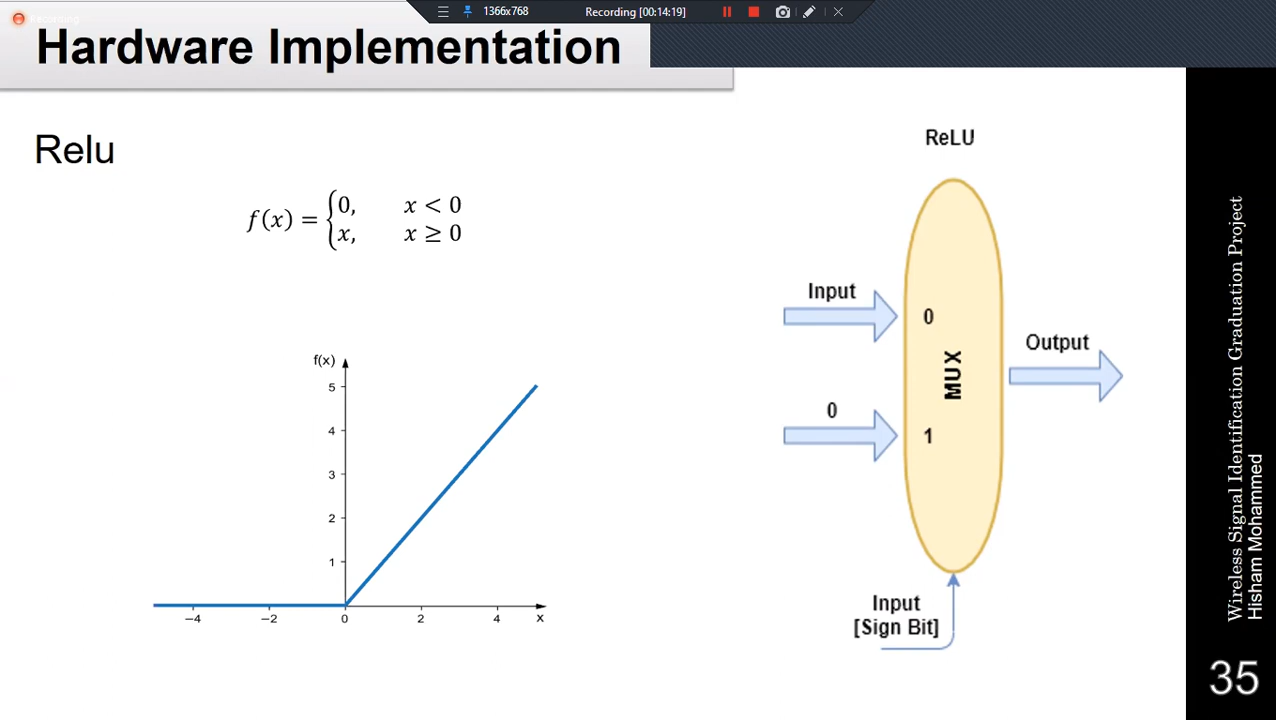 1366x768
Recording [00:14:19]
Recording
Hardware Implementation
Relu
f(x) = {0, x < 0
x, x ≥ 0
f(x)
5
4
3
2
1
−4 −2 0 2 4 x
ReLU
Input
0
Output
0
1
MUX
Input
[Sign Bit]
Wireless Signal Identification Graduation Project
Hisham Mohammed
35